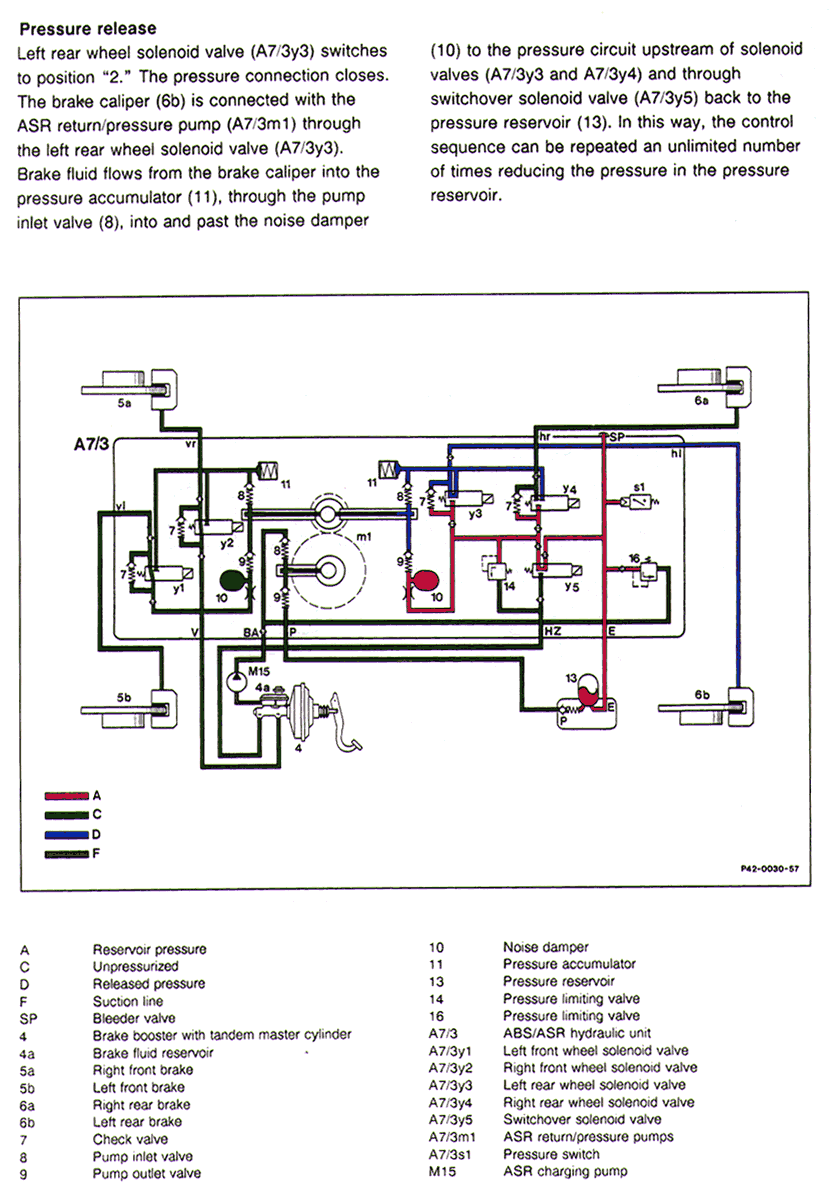 Pressure release
Left rear wheel solenoid valve (A7/3y3) switches
to position “2.” The pressure connection closes.
The brake caliper (6b) is connected with the
ASR return/pressure pump (A7/3m1) through
the left rear wheel solenoid valve (A7/3y3).
Brake fluid flows from the brake caliper into the
pressure accumulator (11), through the pump
inlet valve (8), into and past the noise damper
(10) to the pressure circuit upstream of solenoid
valves (A7/3y3 and A7/3y4) and through
switchover solenoid valve (A7/3y5) back to the
pressure reservoir (13). In this way, the control
sequence can be repeated an unlimited number
of times reducing the pressure in the pressure
reservoir.
5a
6a
A7/3
vr
hr
SP
hl
11
11
8
8
y4
s1
vl
7
y2
7
y3
7
m1
9
8
9
16
7
y1
10
9
10
14
y5
V
BA
P
HZ
E
M15
4a
13
5b
4
P
E
6b
A
C
D
F
P42-0030-57
A Reservoir pressure
C Unpressurized
D Released pressure
F Suction line
SP Bleeder valve
4 Brake booster with tandem master cylinder
4a Brake fluid reservoir
5a Right front brake
5b Left front brake
6a Right rear brake
6b Left rear brake
7 Check valve
8 Pump inlet valve
9 Pump outlet valve
10 Noise damper
11 Pressure accumulator
13 Pressure reservoir
14 Pressure limiting valve
16 Pressure limiting valve
A7/3 ABS/ASR hydraulic unit
A7/3y1 Left front wheel solenoid valve
A7/3y2 Right front wheel solenoid valve
A7/3y3 Left rear wheel solenoid valve
A7/3y4 Right rear wheel solenoid valve
A7/3y5 Switchover solenoid valve
A7/3m1 ASR return/pressure pumps
A7/3s1 Pressure switch
M15 ASR charging pump